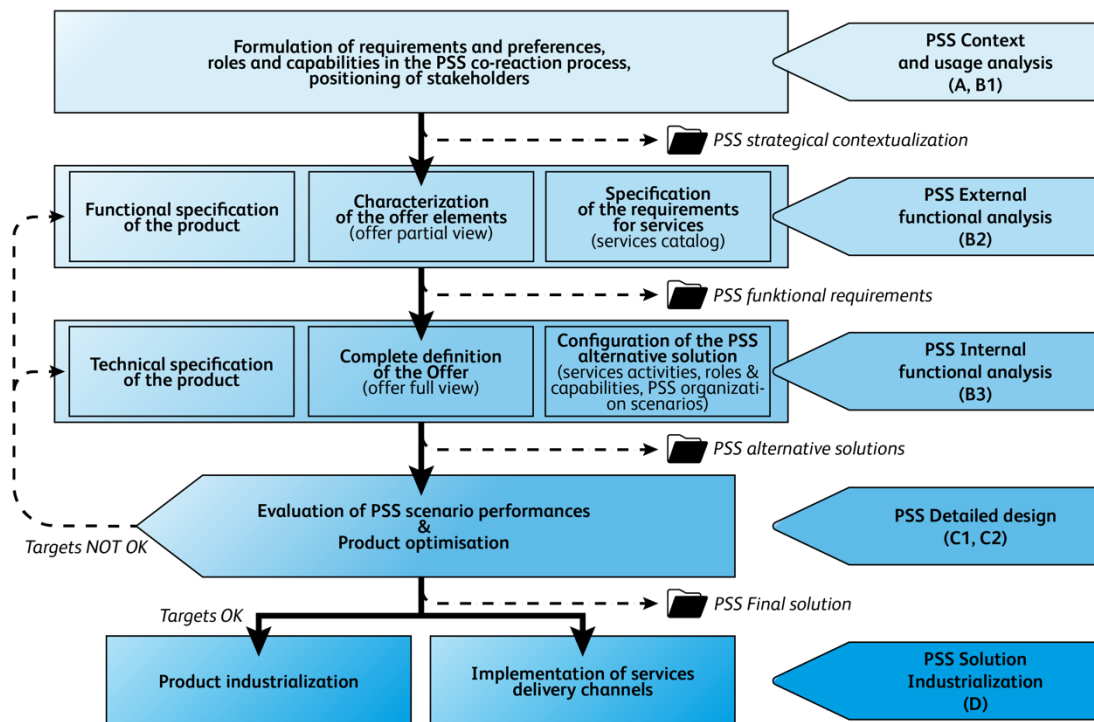 Formulation of requirements and preferences,
roles and capabilities in the PSS co-reaction process,
positioning of stakeholders
PSS Context
and usage analysis
(A, B1)
PSS strategical contextualization
Functional specification
of the product
Characterization
of the offer elements
(offer partial view)
Specification
of the requirements
for services
(services catalog)
PSS External
functional analysis
(B2)
PSS funktional requirements
Technical specification
of the product
Complete definition
of the Offer
(offer full view)
Configuration of the PSS
alternative solution
(services activities, roles &
capabilities, PSS organizati-
on scenarios)
PSS Internal
functional analysis
(B3)
PSS alternative solutions
Evaluation of PSS scenario performances
&
Product optimisation
PSS Detailed design
(C1, C2)
Targets NOT OK
PSS Final solution
Targets OK
Product industrialization
Implementation of services
delivery channels
PSS Solution
Industrialization
(D)